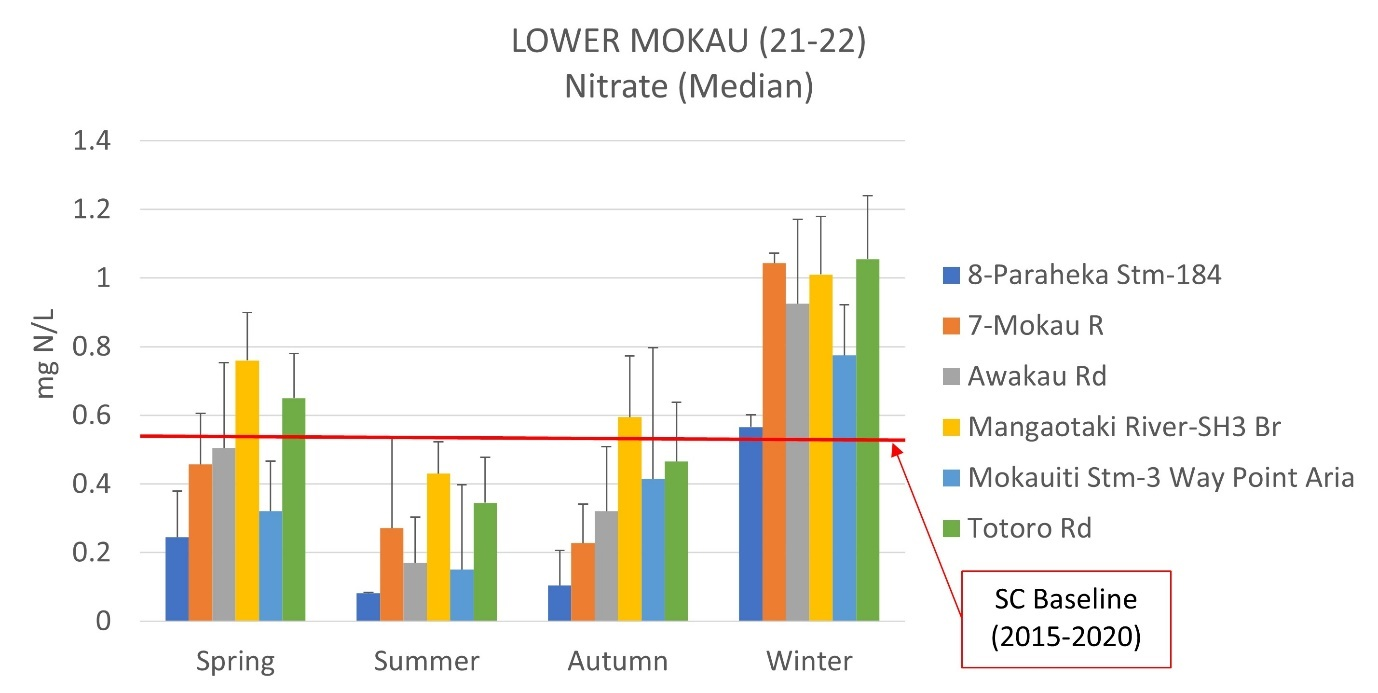 LOWER MOKAU (21-22)
Nitrate (Median)
1.4
1.2
1
0.8
0.6
0.4
0.2
0
mg N/L
Spring
Summer
Autumn
Winter
8-Paraheka Stm-184
7-Mokau R
Awakau Rd
Mangaotaki River-SH3 Br
Mokauiti Stm-3 Way Point Aria
Totoro Rd
SC Baseline
(2015-2020)